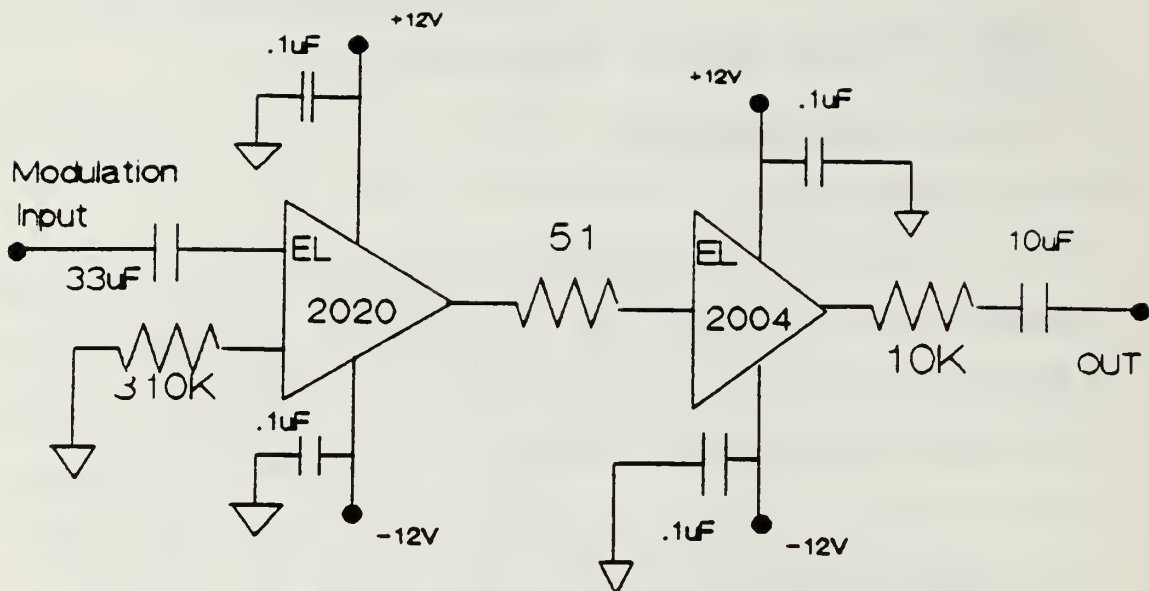 +12V
.1uF
+12V
.1uF
Modulation
Input
33uF
EL
2020
51
EL
2004
10uF
10K
OUT
310K
.1uF
-12V
.1uF
-12V